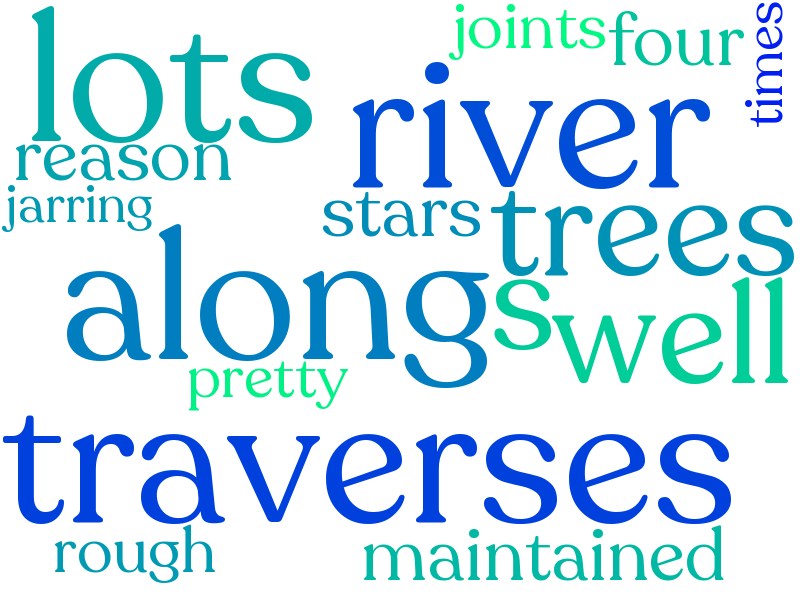 joints
four
times
lots
river
reason
jarring
stars
trees
along
s
well
pretty
traverses
rough
maintained